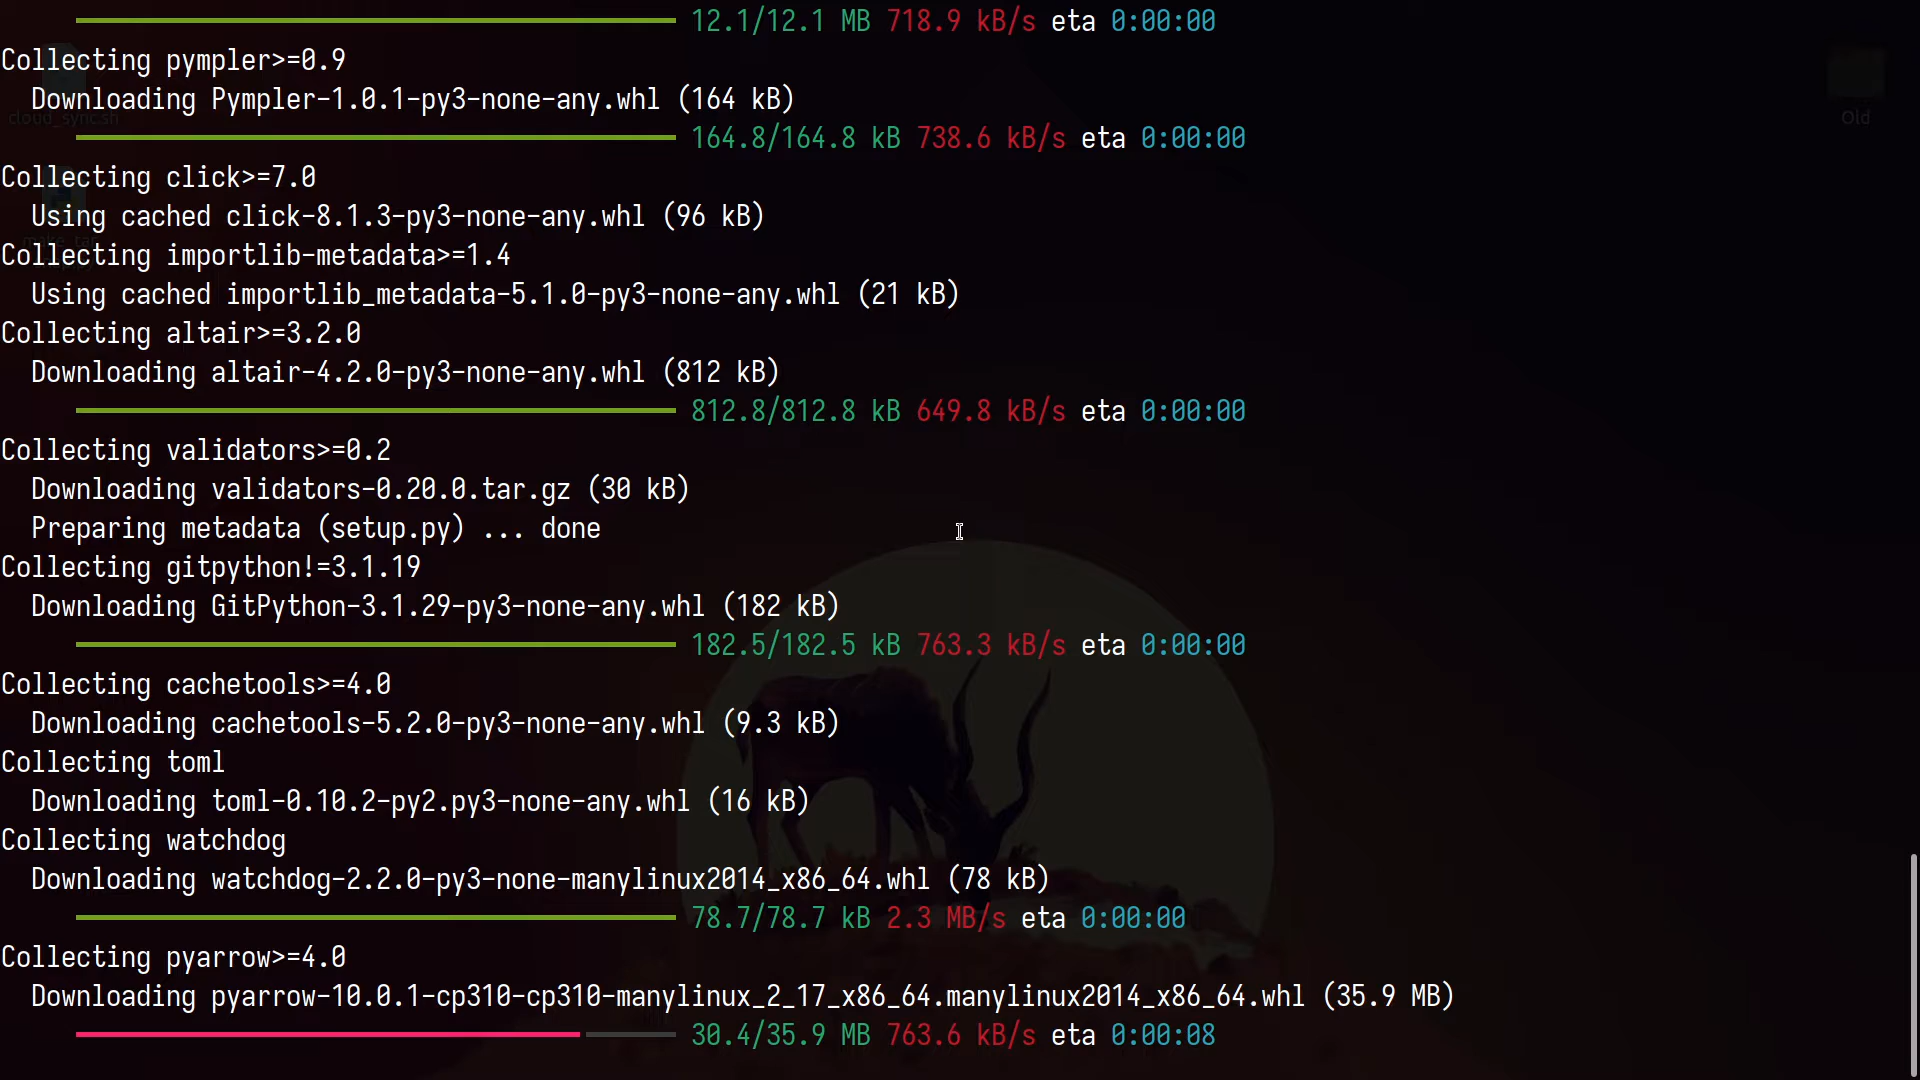 12.1/12.1 MB 718.9 kB/s eta 0:00:00
Collecting pympler>=0.9
  Downloading Pympler-1.0.1-py3-none-any.whl (164 kB)
cloud_sync.sh
Old
164.8/164.8 kB 738.6 kB/s eta 0:00:00
Collecting click>=7.0
  Using cached click-8.1.3-py3-none-any.whl (96 kB)
Collecting importlib-metadata>=1.4
  Using cached importlib_metadata-5.1.0-py3-none-any.whl (21 kB)
Collecting altair>=3.2.0
  Downloading altair-4.2.0-py3-none-any.whl (812 kB)
812.8/812.8 kB 649.8 kB/s eta 0:00:00
Collecting validators>=0.2
  Downloading validators-0.20.0.tar.gz (30 kB)
  Preparing metadata (setup.py) ... done
Collecting gitpython!=3.1.19
  Downloading GitPython-3.1.29-py3-none-any.whl (182 kB)
182.5/182.5 kB 763.3 kB/s eta 0:00:00
Collecting cachetools>=4.0
  Downloading cachetools-5.2.0-py3-none-any.whl (9.3 kB)
Collecting toml
  Downloading toml-0.10.2-py2.py3-none-any.whl (16 kB)
Collecting watchdog
  Downloading watchdog-2.2.0-py3-none-manylinux2014_x86_64.whl (78 kB)
78.7/78.7 kB 2.3 MB/s eta 0:00:00
Collecting pyarrow>=4.0
  Downloading pyarrow-10.0.1-cp310-cp310-manylinux_2_17_x86_64.manylinux2014_x86_64.whl (35.9 MB)
30.4/35.9 MB 763.6 kB/s eta 0:00:08